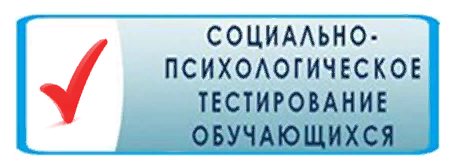 СОЦИАЛЬНО-
ПСИХОЛОГИЧЕСКОЕ
ТЕСТИРОВАНИЕ
ОБУЧАЮЩИХСЯ